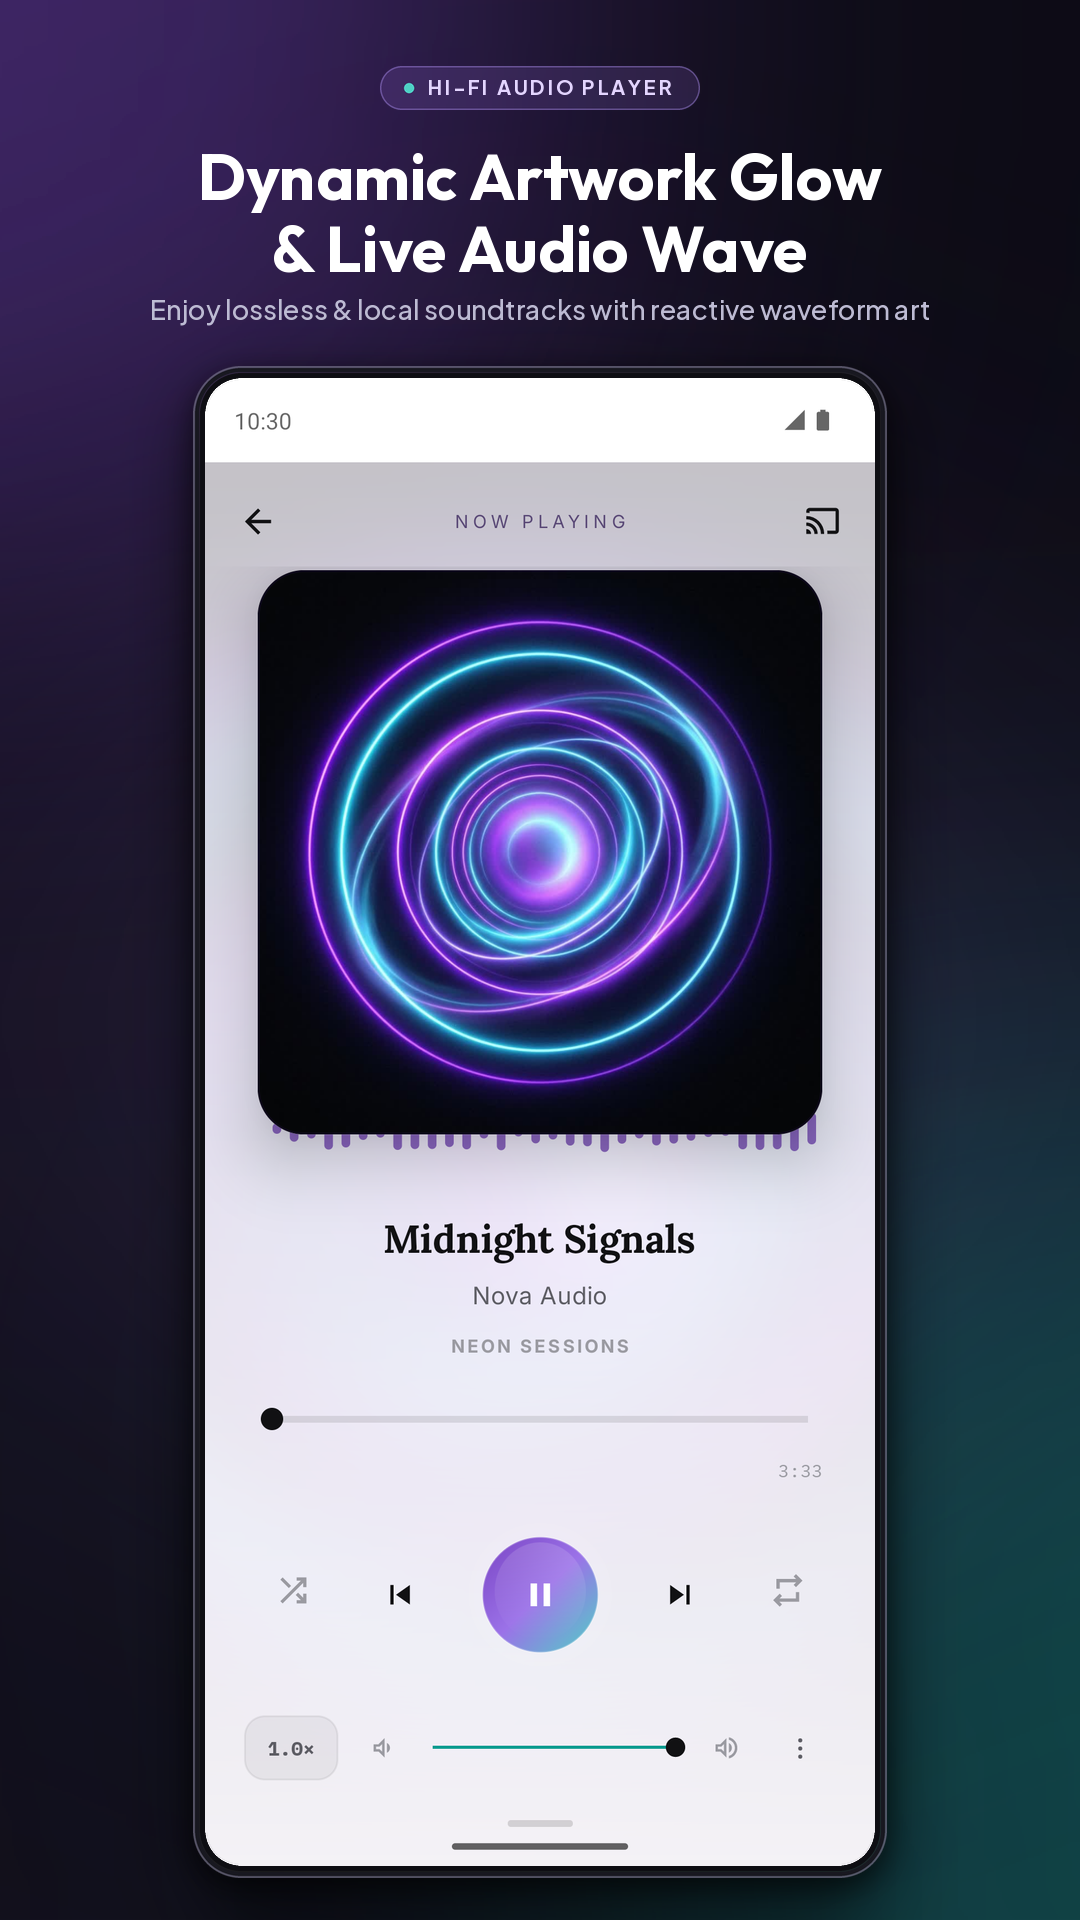 HI-FI AUDIO PLAYER
Dynamic Artwork Glow
& Live Audio Wave
Enjoy lossless & local soundtracks with reactive waveform art
10:30
NOW PLAYING
Midnight Signals
Nova Audio
NEON SESSIONS
3:33
1.0×